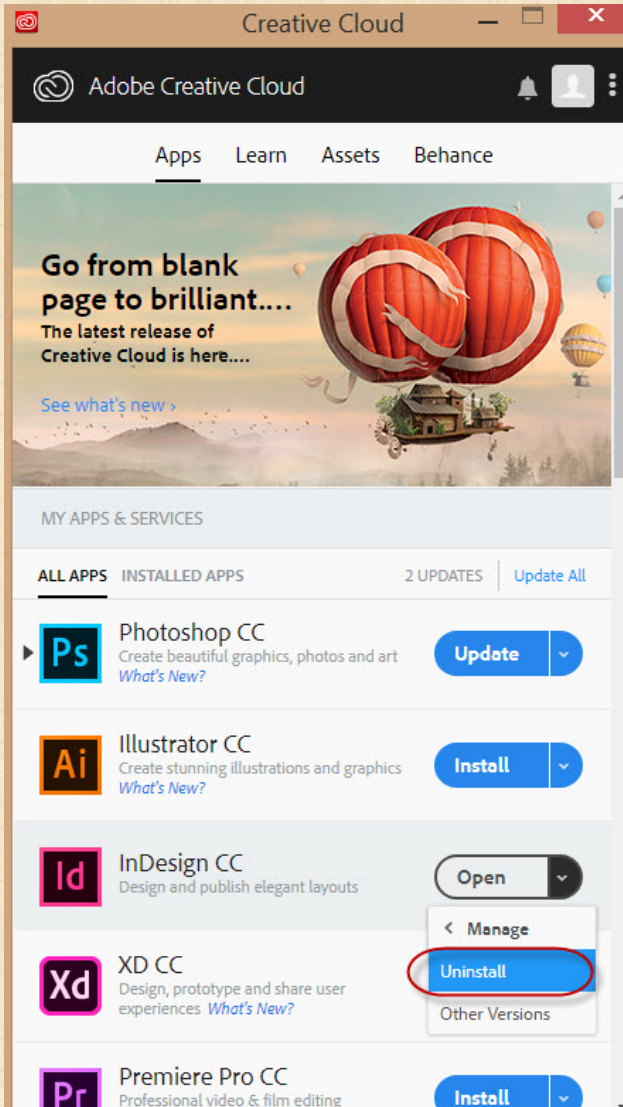 Creative Cloud
Adobe Creative Cloud
Apps Learn Assets Behance
Go from blank
page to brilliant....
The latest release of
Creative Cloud is here....
See what's new ›
MY APPS & SERVICES
ALL APPS INSTALLED APPS 2 UPDATES Update All
Ps
Photoshop CC
Create beautiful graphics, photos and art
What's New?
Update
Ai
Illustrator CC
Create stunning illustrations and graphics
What's New?
Install
Id
InDesign CC
Design and publish elegant layouts
Open
< Manage
Uninstall
Other Versions
Xd
XD CC
Design, prototype and share user
experiences What's New?
Pr
Premiere Pro CC
Professional video & film editing
Install